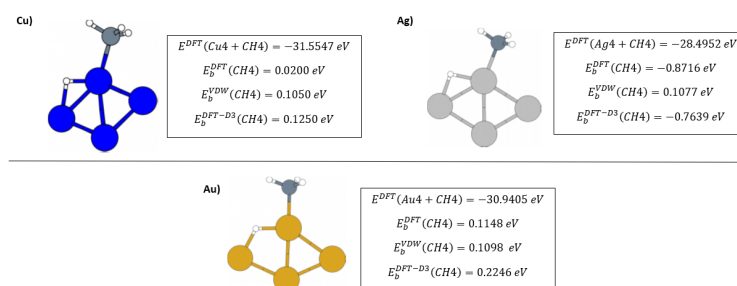 Cu)
E^{DFT}(Cu4 + CH4) = −31.5547 eV
E_b^{DFT}(CH4) = 0.0200 eV
E_b^{VDW}(CH4) = 0.1050 eV
E_b^{DFT−D3}(CH4) = 0.1250 eV
Ag)
E^{DFT}(Ag4 + CH4) = −28.4952 eV
E_b^{DFT}(CH4) = −0.8716 eV
E_b^{VDW}(CH4) = 0.1077 eV
E_b^{DFT−D3}(CH4) = −0.7639 eV
Au)
E^{DFT}(Au4 + CH4) = −30.9405 eV
E_b^{DFT}(CH4) = 0.1148 eV
E_b^{VDW}(CH4) = 0.1098 eV
E_b^{DFT−D3}(CH4) = 0.2246 eV